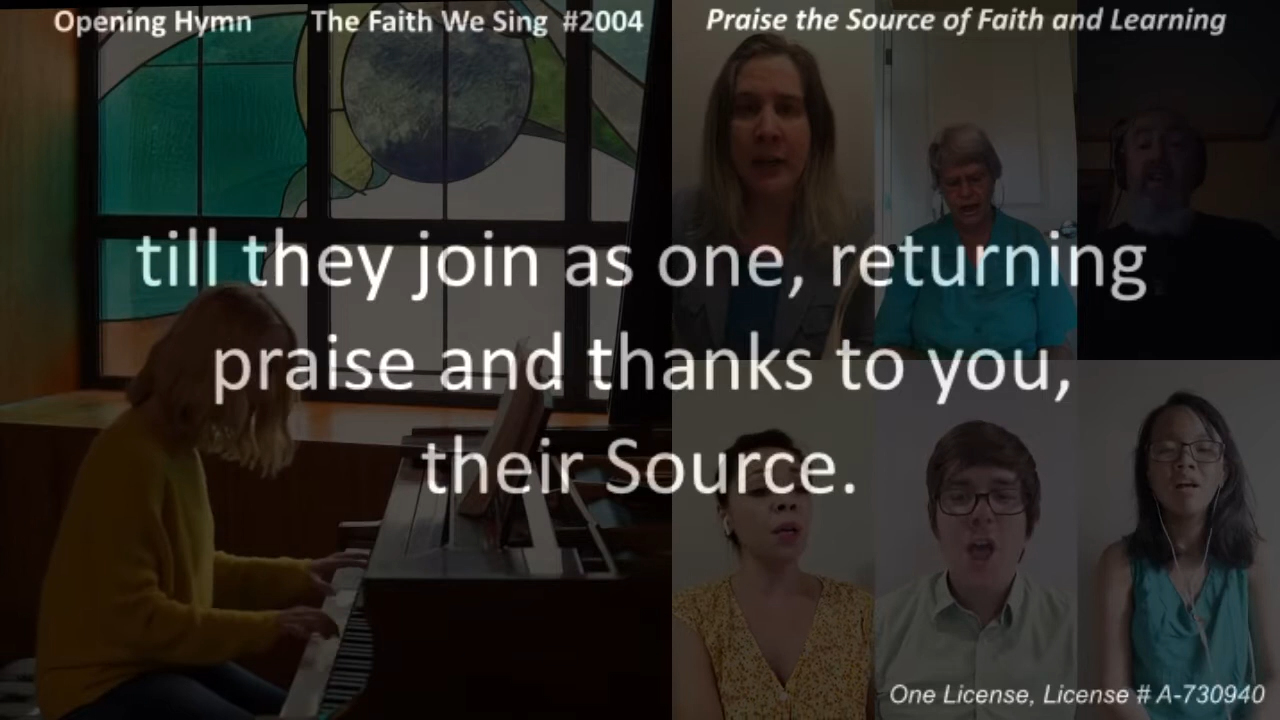 Opening Hymn The Faith We Sing #2004 Praise the Source of Faith and Learning
till they join as one, returning
praise and thanks to you,
their Source.
One License, License # A-730940